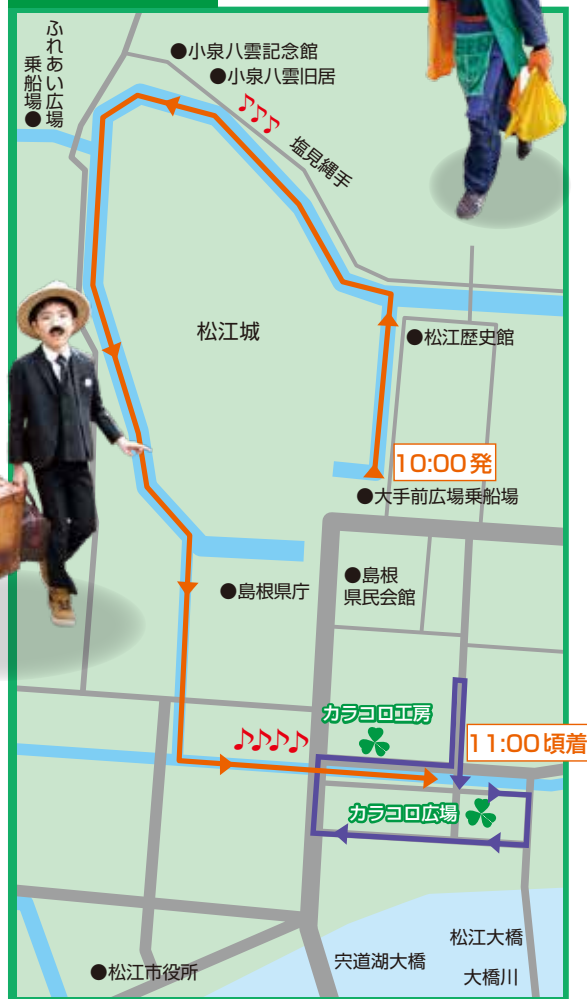 ふれあい広場
乗船場●
●小泉八雲記念館
●小泉八雲旧居
♪♪♪
塩見縄手
松江城
●松江歴史館
10:00発
●大手前広場乗船場
●島根県庁
●島根
県民会館
♪♪♪♪
カラコロ工房
11:00頃着
カラコロ広場
松江大橋
宍道湖大橋
大橋川
●松江市役所